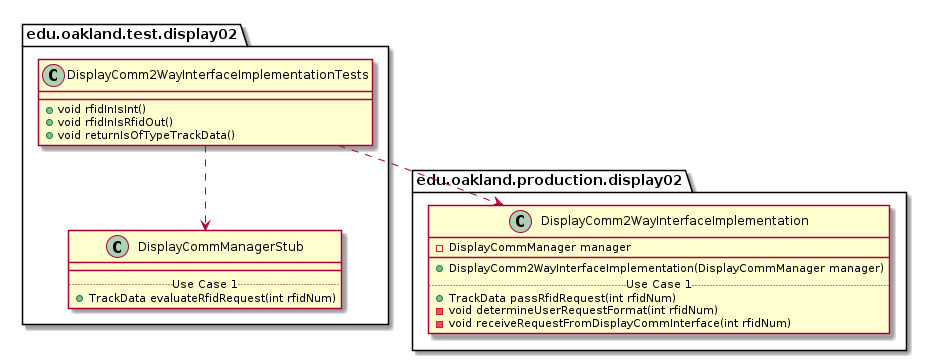 edu.oakland.test.display02
C DisplayComm2WayInterfaceImplementationTests
void rfidInIsInt()
void rfidInIsRfidOut()
void returnIsOfTypeTrackData()
C DisplayCommManagerStub
Use Case 1
TrackData evaluateRfidRequest(int rfidNum)
edu.oakland.production.display02
C DisplayComm2WayInterfaceImplementation
DisplayCommManager manager
DisplayComm2WayInterfaceImplementation(DisplayCommManager manager)
Use Case 1
TrackData passRfidRequest(int rfidNum)
void determineUserRequestFormat(int rfidNum)
void receiveRequestFromDisplayCommInterface(int rfidNum)